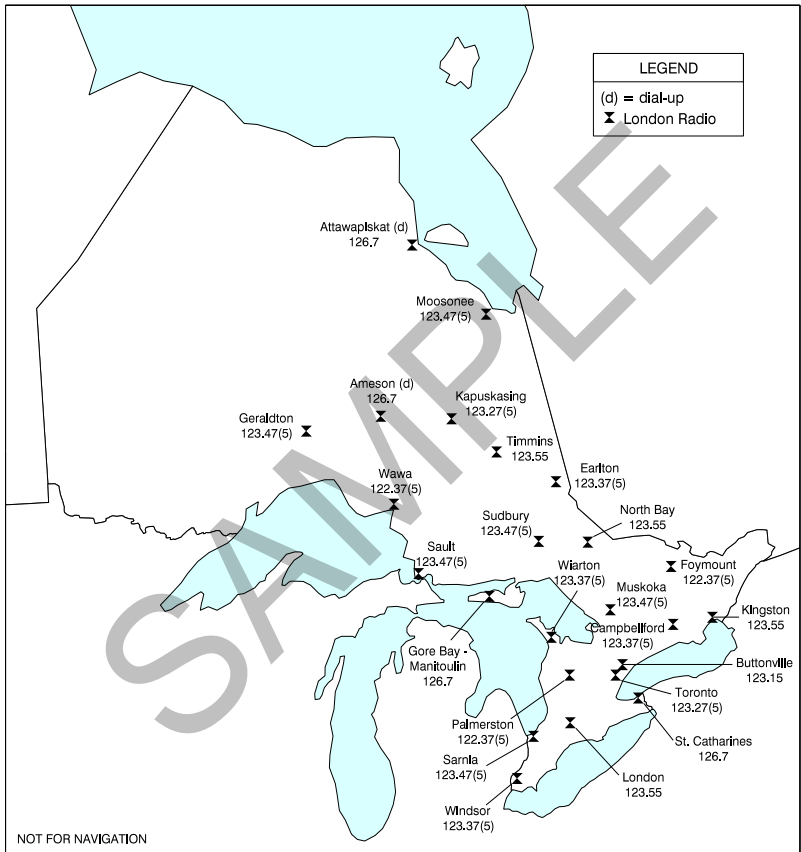 LEGEND
(d) = dial-up
London Radio
Attawapiskat (d)
126.7
Moosonee
123.47(5)
Ameson (d)
126.7
Kapuskasing
123.27(5)
Geraldton
123.47(5)
Timmins
123.55
Earlton
123.37(5)
Wawa
122.37(5)
North Bay
123.55
Sudbury
123.47(5)
Sault
123.47(5)
Wiarton
123.37(5)
Foymount
122.37(5)
Muskoka
123.47(5)
Kingston
123.55
Campbellford
123.37(5)
Gore Bay -
Manitoulin
126.7
Buttonville
123.15
Toronto
123.27(5)
Palmerston
122.37(5)
St. Catharines
126.7
Sarnia
123.47(5)
London
123.55
Windsor
123.37(5)
NOT FOR NAVIGATION
SAMPLE